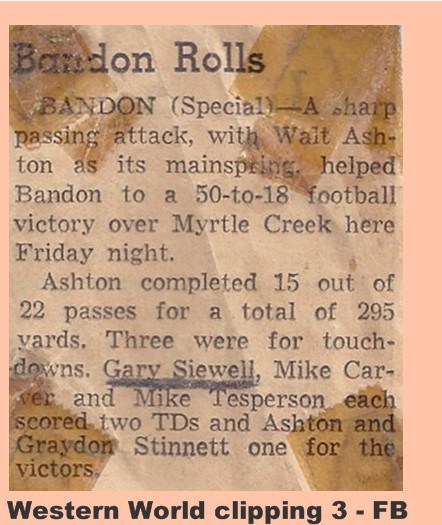 Bandon Rolls
BANDON (Special)—A sharp
passing attack, with Walt Ash-
ton as its mainspring, helped
Bandon to a 50-to-18 football
victory over Myrtle Creek here
Friday night.
Ashton completed 15 out of
22 passes for a total of 295
yards. Three were for touch-
downs. Gary Siewell, Mike Car-
ver and Mike Tesperson each
scored two TDs and Ashton and
Graydon Stinnett one for the
victors.
Western World clipping 3 - FB